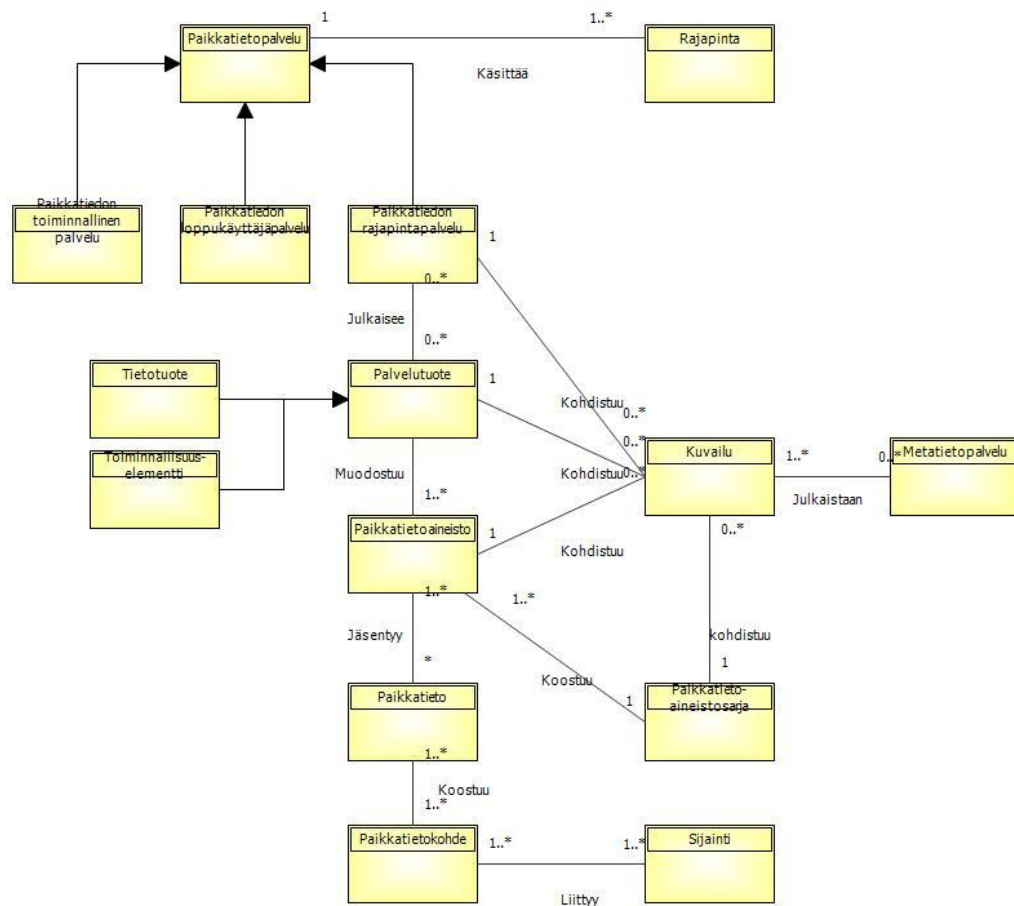 1
1..*
Paikkatietopalvelu
Rajapinta
Käsittää
Paikkatiedon
toiminnallinen
palvelu
Paikkatiedon
loppukäyttäjäpalvelu
Paikkatiedon
rajapintapalvelu
1
0..*
Julkaisee
0..*
Tietotuote
Palvelutuote
1
Kohdistuu
0..*
0..*
Toiminnallisuus-
elementti
Muodostuu
Kohdistuu
0..*
Kuvailu
1..*
0..*
Metatietopalvelu
Julkaistaan
1..*
Paikkatietoaineisto
1
Kohdistuu
0..*
1..*
1..*
Jäsentyy
kohdistuu
*
Koostuu
1
1
Paikkatieto
Paikkatieto-
aineistosarja
1..*
Koostuu
1..*
Paikkatietokohde
1..*
1..*
Sijainti
Liittyy